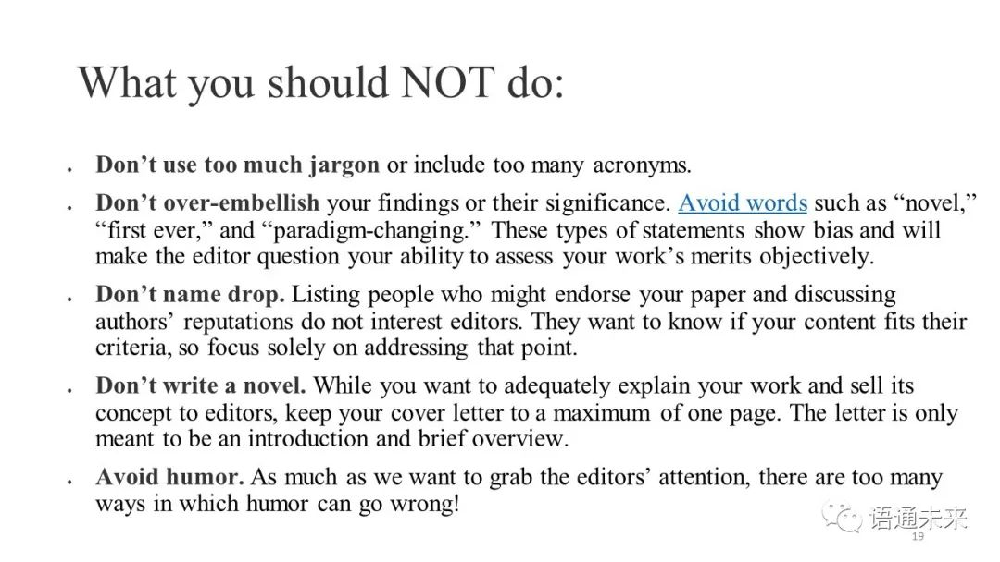 What you should NOT do:
• Don’t use too much jargon or include too many acronyms.
• Don’t over-embellish your findings or their significance. Avoid words such as “novel,”
“first ever,” and “paradigm-changing.” These types of statements show bias and will
make the editor question your ability to assess your work’s merits objectively.
• Don’t name drop. Listing people who might endorse your paper and discussing
authors’ reputations do not interest editors. They want to know if your content fits their
criteria, so focus solely on addressing that point.
• Don’t write a novel. While you want to adequately explain your work and sell its
concept to editors, keep your cover letter to a maximum of one page. The letter is only
meant to be an introduction and brief overview.
• Avoid humor. As much as we want to grab the editors’ attention, there are too many
ways in which humor can go wrong!
语通未来
19